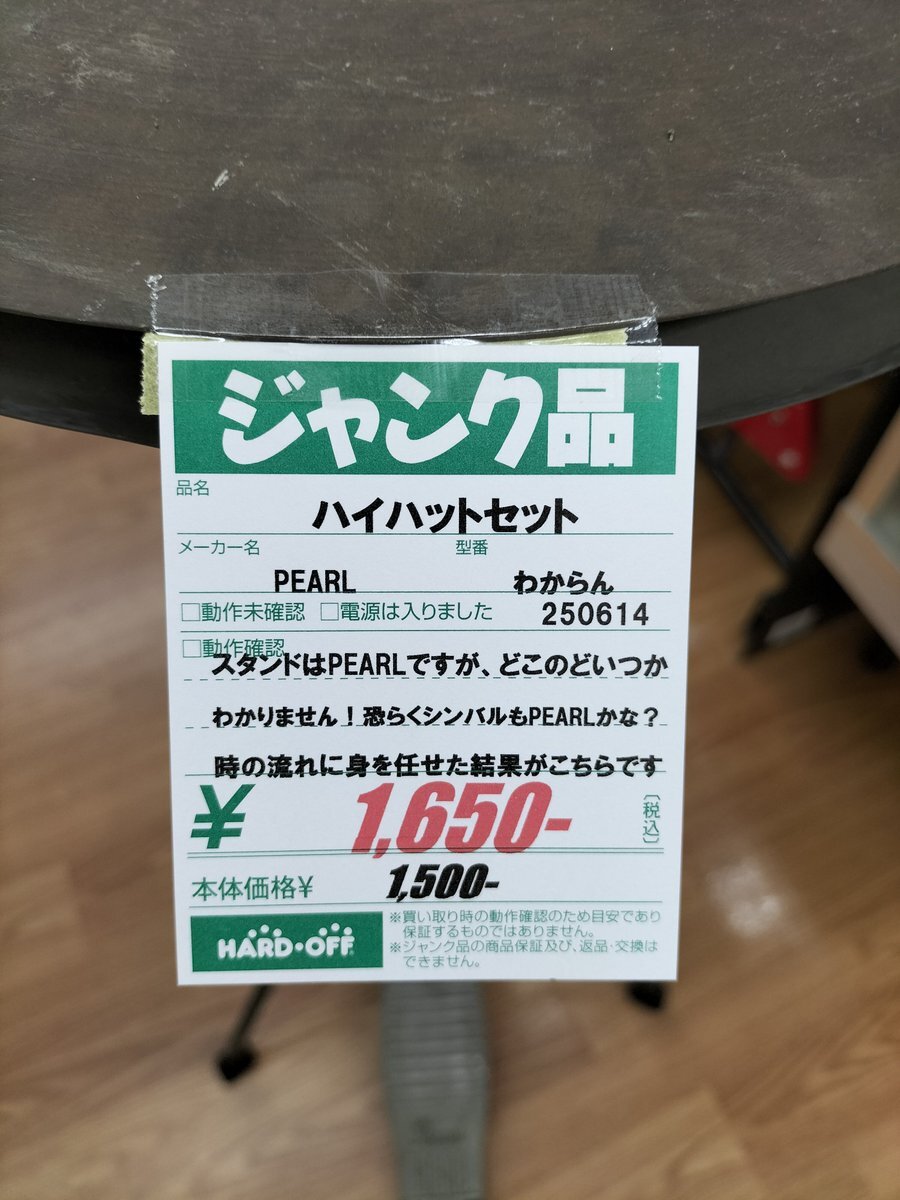 ジャンク品
品名
ハイハットセット
メーカー名 型番
PEARL わからん
□動作未確認 □電源は入りました 250614
□動作確認
スタンドはPEARLですが、どこのどいつか
わかりません！恐らくシンバルもPEARLかな？
時の流れに身を任せた結果がこちらです
¥ 1,650- (税込)
本体価格¥ 1,500-
HARD・OFF
※買い取り時の動作確認のため目安であり
保証するものではありません。
※ジャンク品の商品保証及び、返品・交換は
できません。